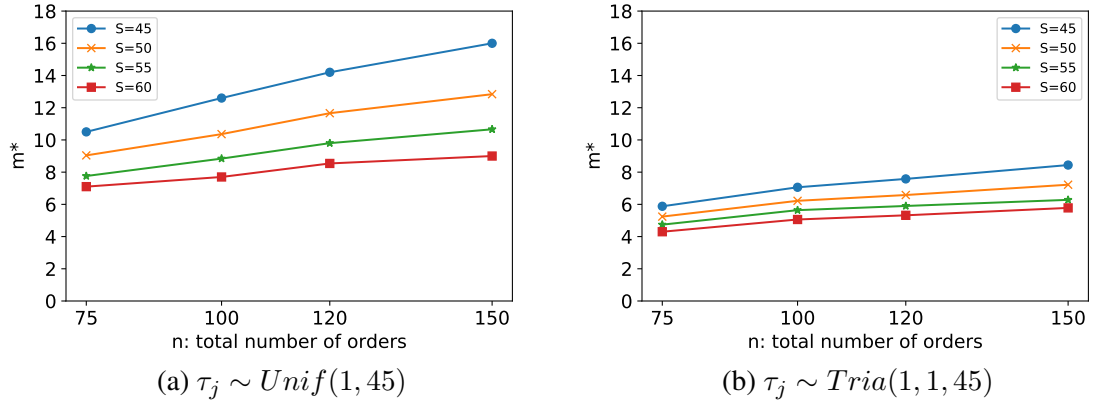 18
16
14
12
10
8
6
4
2
0
m*
S=45
S=50
S=55
S=60
75 100 120 150
n: total number of orders
(a) τ_j ∼ Unif(1, 45)
18
16
14
12
10
8
6
4
2
0
m*
S=45
S=50
S=55
S=60
75 100 120 150
n: total number of orders
(b) τ_j ∼ Tria(1, 1, 45)